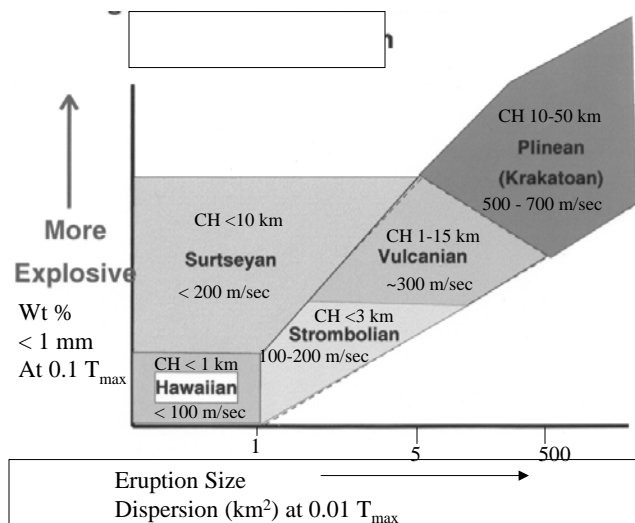 CH 10-50 km
Plinean
(Krakatoan)
500 - 700 m/sec
CH <10 km
Surtseyan
< 200 m/sec
CH 1-15 km
Vulcanian
~300 m/sec
CH <3 km
Strombolian
100-200 m/sec
CH < 1 km
Hawaiian
< 100 m/sec
More
Explosive
Wt %
< 1 mm
At 0.1 Tmax
1 5 500
Eruption Size
Dispersion (km²) at 0.01 Tmax